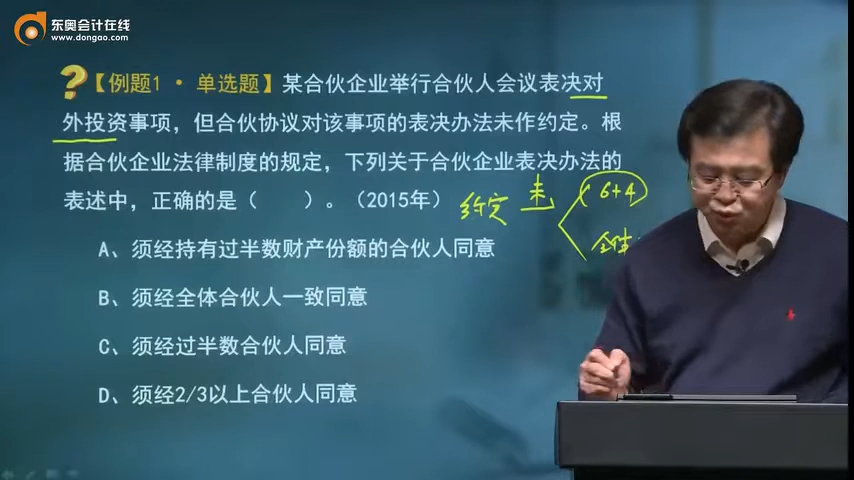 东奥会计在线
www.dongao.com
?【例题1 · 单选题】某合伙企业举行合伙人会议表决对
外投资事项，但合伙协议对该事项的表决办法未作约定。根
据合伙企业法律制度的规定，下列关于合伙企业表决办法的
表述中，正确的是（　　）。（2015年）
约定 未 (6+4)
全体
A、须经持有过半数财产份额的合伙人同意
B、须经全体合伙人一致同意
C、须经过半数合伙人同意
D、须经2/3以上合伙人同意